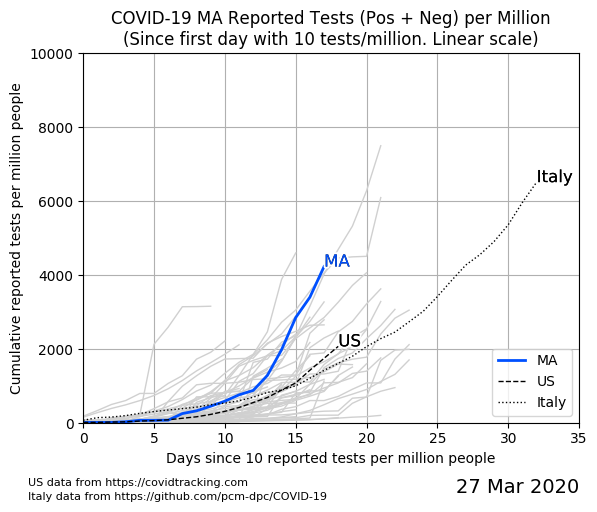 COVID-19 MA Reported Tests (Pos + Neg) per Million
(Since first day with 10 tests/million. Linear scale)
Cumulative reported tests per million people
10000
8000
6000
4000
2000
0
Italy
MA
US
MA
US
Italy
0 5 10 15 20 25 30 35
Days since 10 reported tests per million people
US data from https://covidtracking.com
Italy data from https://github.com/pcm-dpc/COVID-19
27 Mar 2020